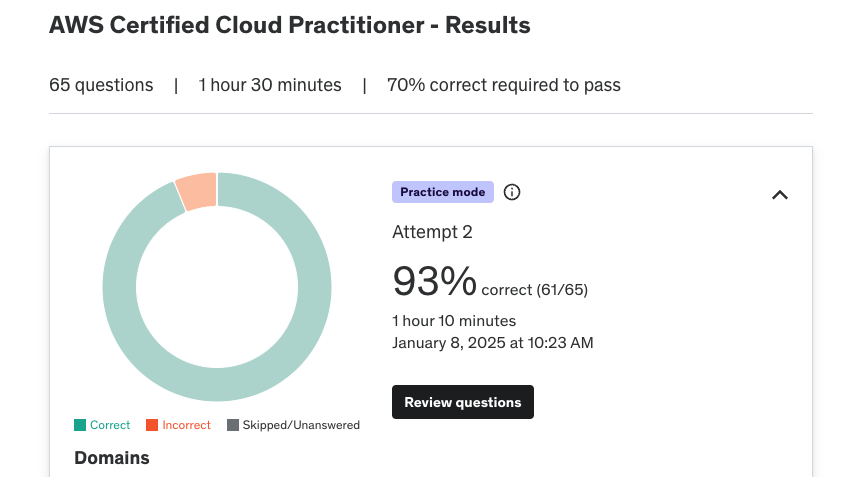 AWS Certified Cloud Practitioner - Results
65 questions | 1 hour 30 minutes | 70% correct required to pass
Practice mode
Attempt 2
93% correct (61/65)
1 hour 10 minutes
January 8, 2025 at 10:23 AM
Review questions
Correct Incorrect Skipped/Unanswered
Domains